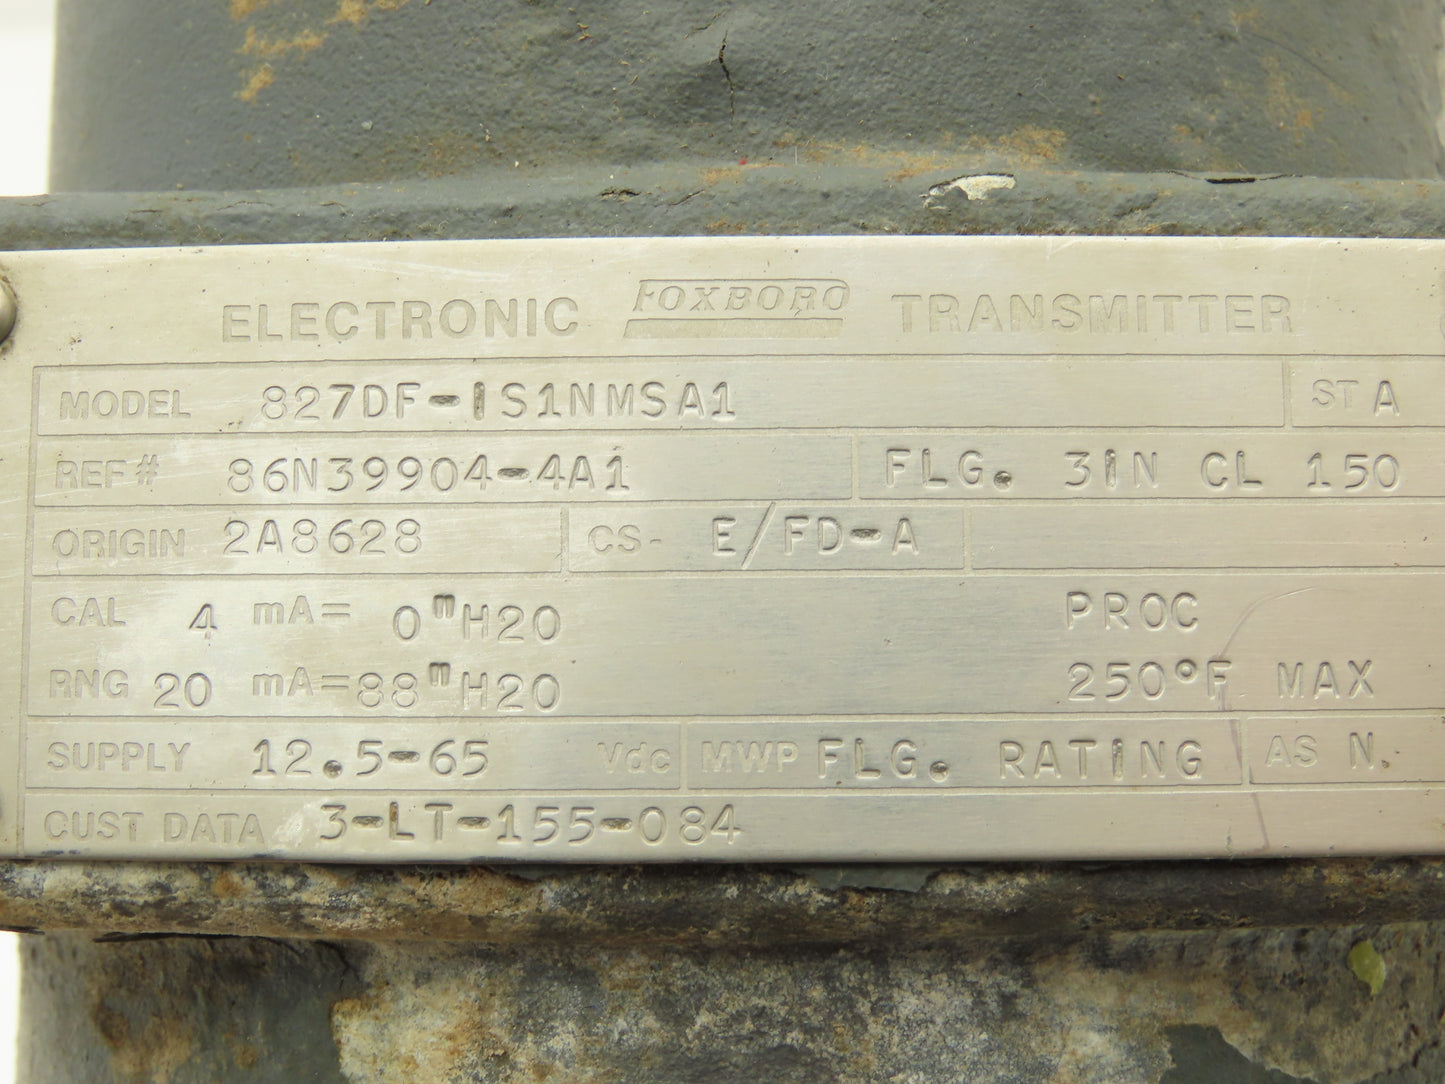 ELECTRONIC FOXBORO TRANSMITTER
MODEL 827DF-IS1NMSA1 ST A
REF# 86N39904-4A1 FLG. 3IN CL 150
ORIGIN 2A8628 CS- E/FD-A
CAL 4 mA= 0"H20 PROC
RNG 20 mA=88"H20 250°F MAX
SUPPLY 12.5-65 Vdc MWP FLG. RATING AS N.
CUST DATA 3-LT-155-084